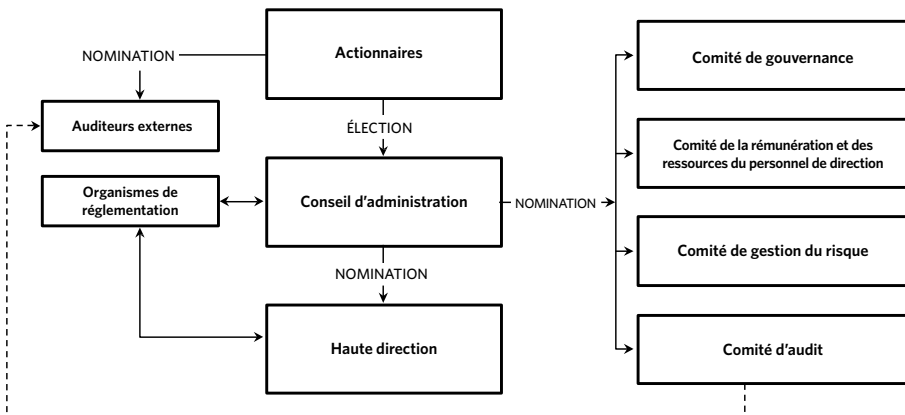 Actionnaires
NOMINATION
Auditeurs externes
ÉLECTION
Organismes de
réglementation
Conseil d'administration
NOMINATION
NOMINATION
Haute direction
Comité de gouvernance
Comité de la rémunération et des
ressources du personnel de direction
Comité de gestion du risque
Comité d'audit